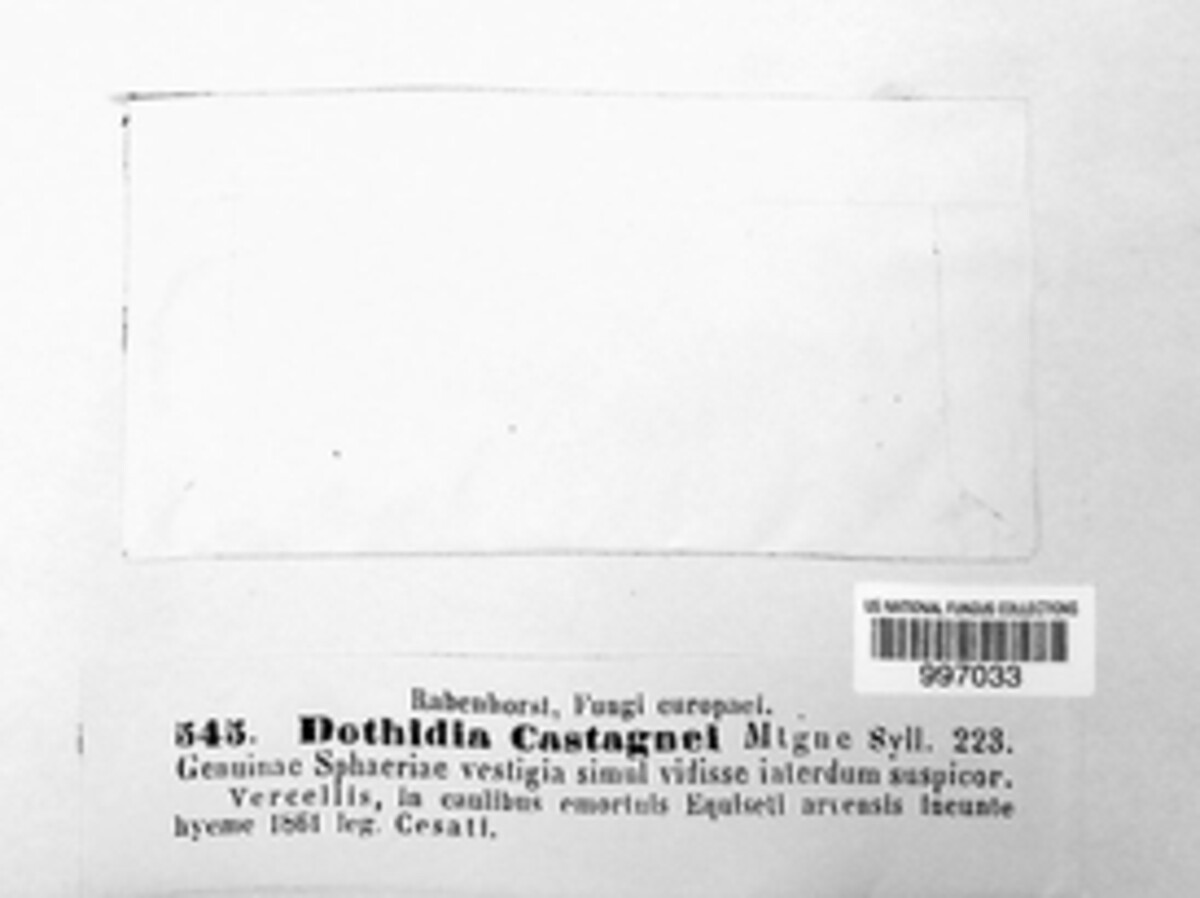 US NATIONAL FUNGUS COLLECTIONS
997033
Rabenhorst, Fungi europaei.
545. Dothidia Castagnei Mtgne Syll. 223.
Genuinae Sphaeriae vestigia simul vidisse interdum suspicor.
Vercellis, in caulibus emortuis Equiseti arvensis ineunte
hyeme 1861 leg. Cesati.